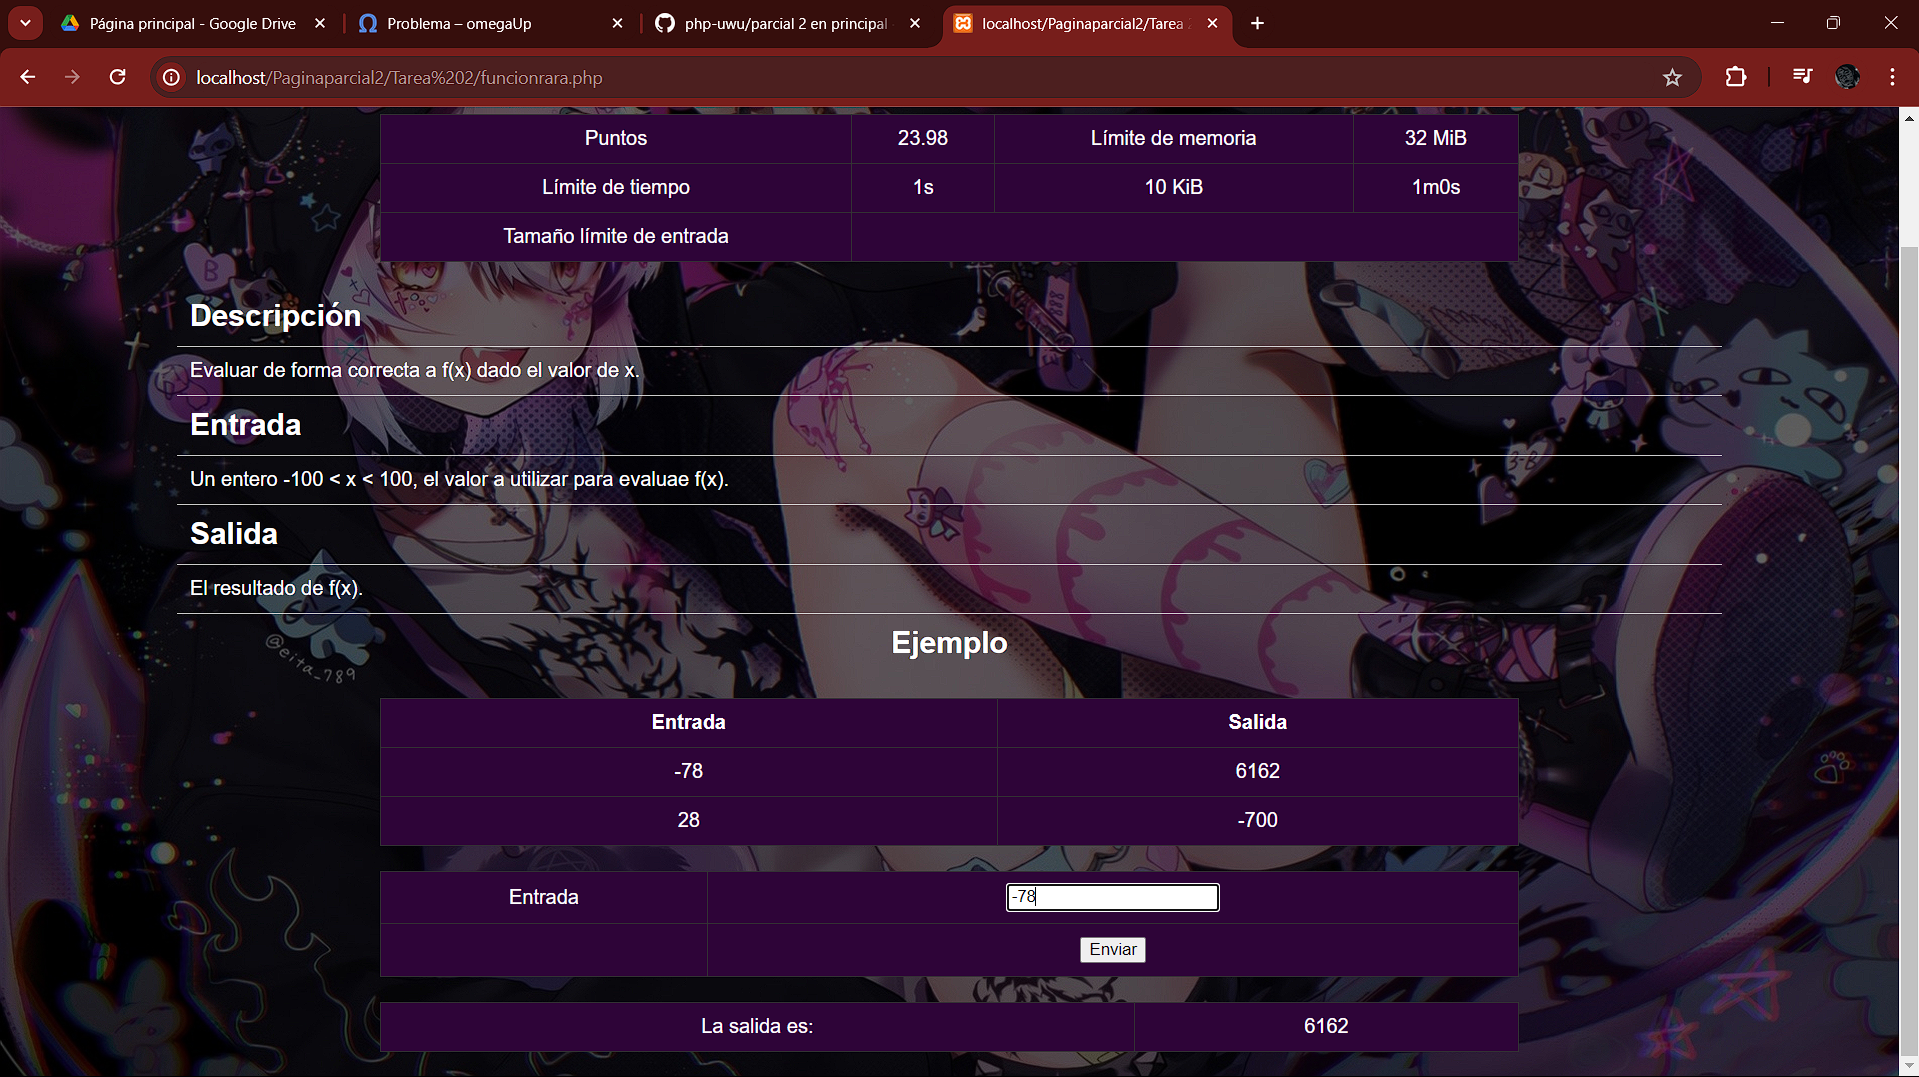 Página principal - Google Drive
Problema – omegaUp
php-uwu/parcial 2 en principal
localhost/Paginaparcial2/Tarea 2
localhost/Paginaparcial2/Tarea%202/funcionrara.php
Puntos 23.98 Límite de memoria 32 MiB
Límite de tiempo 1s 10 KiB 1m0s
Tamaño límite de entrada
Descripción
Evaluar de forma correcta a f(x) dado el valor de x.
Entrada
Un entero -100 < x < 100, el valor a utilizar para evaluae f(x).
Salida
El resultado de f(x).
@eita_789
Ejemplo
Entrada Salida
-78 6162
28 -700
Entrada -78
Enviar
La salida es: 6162